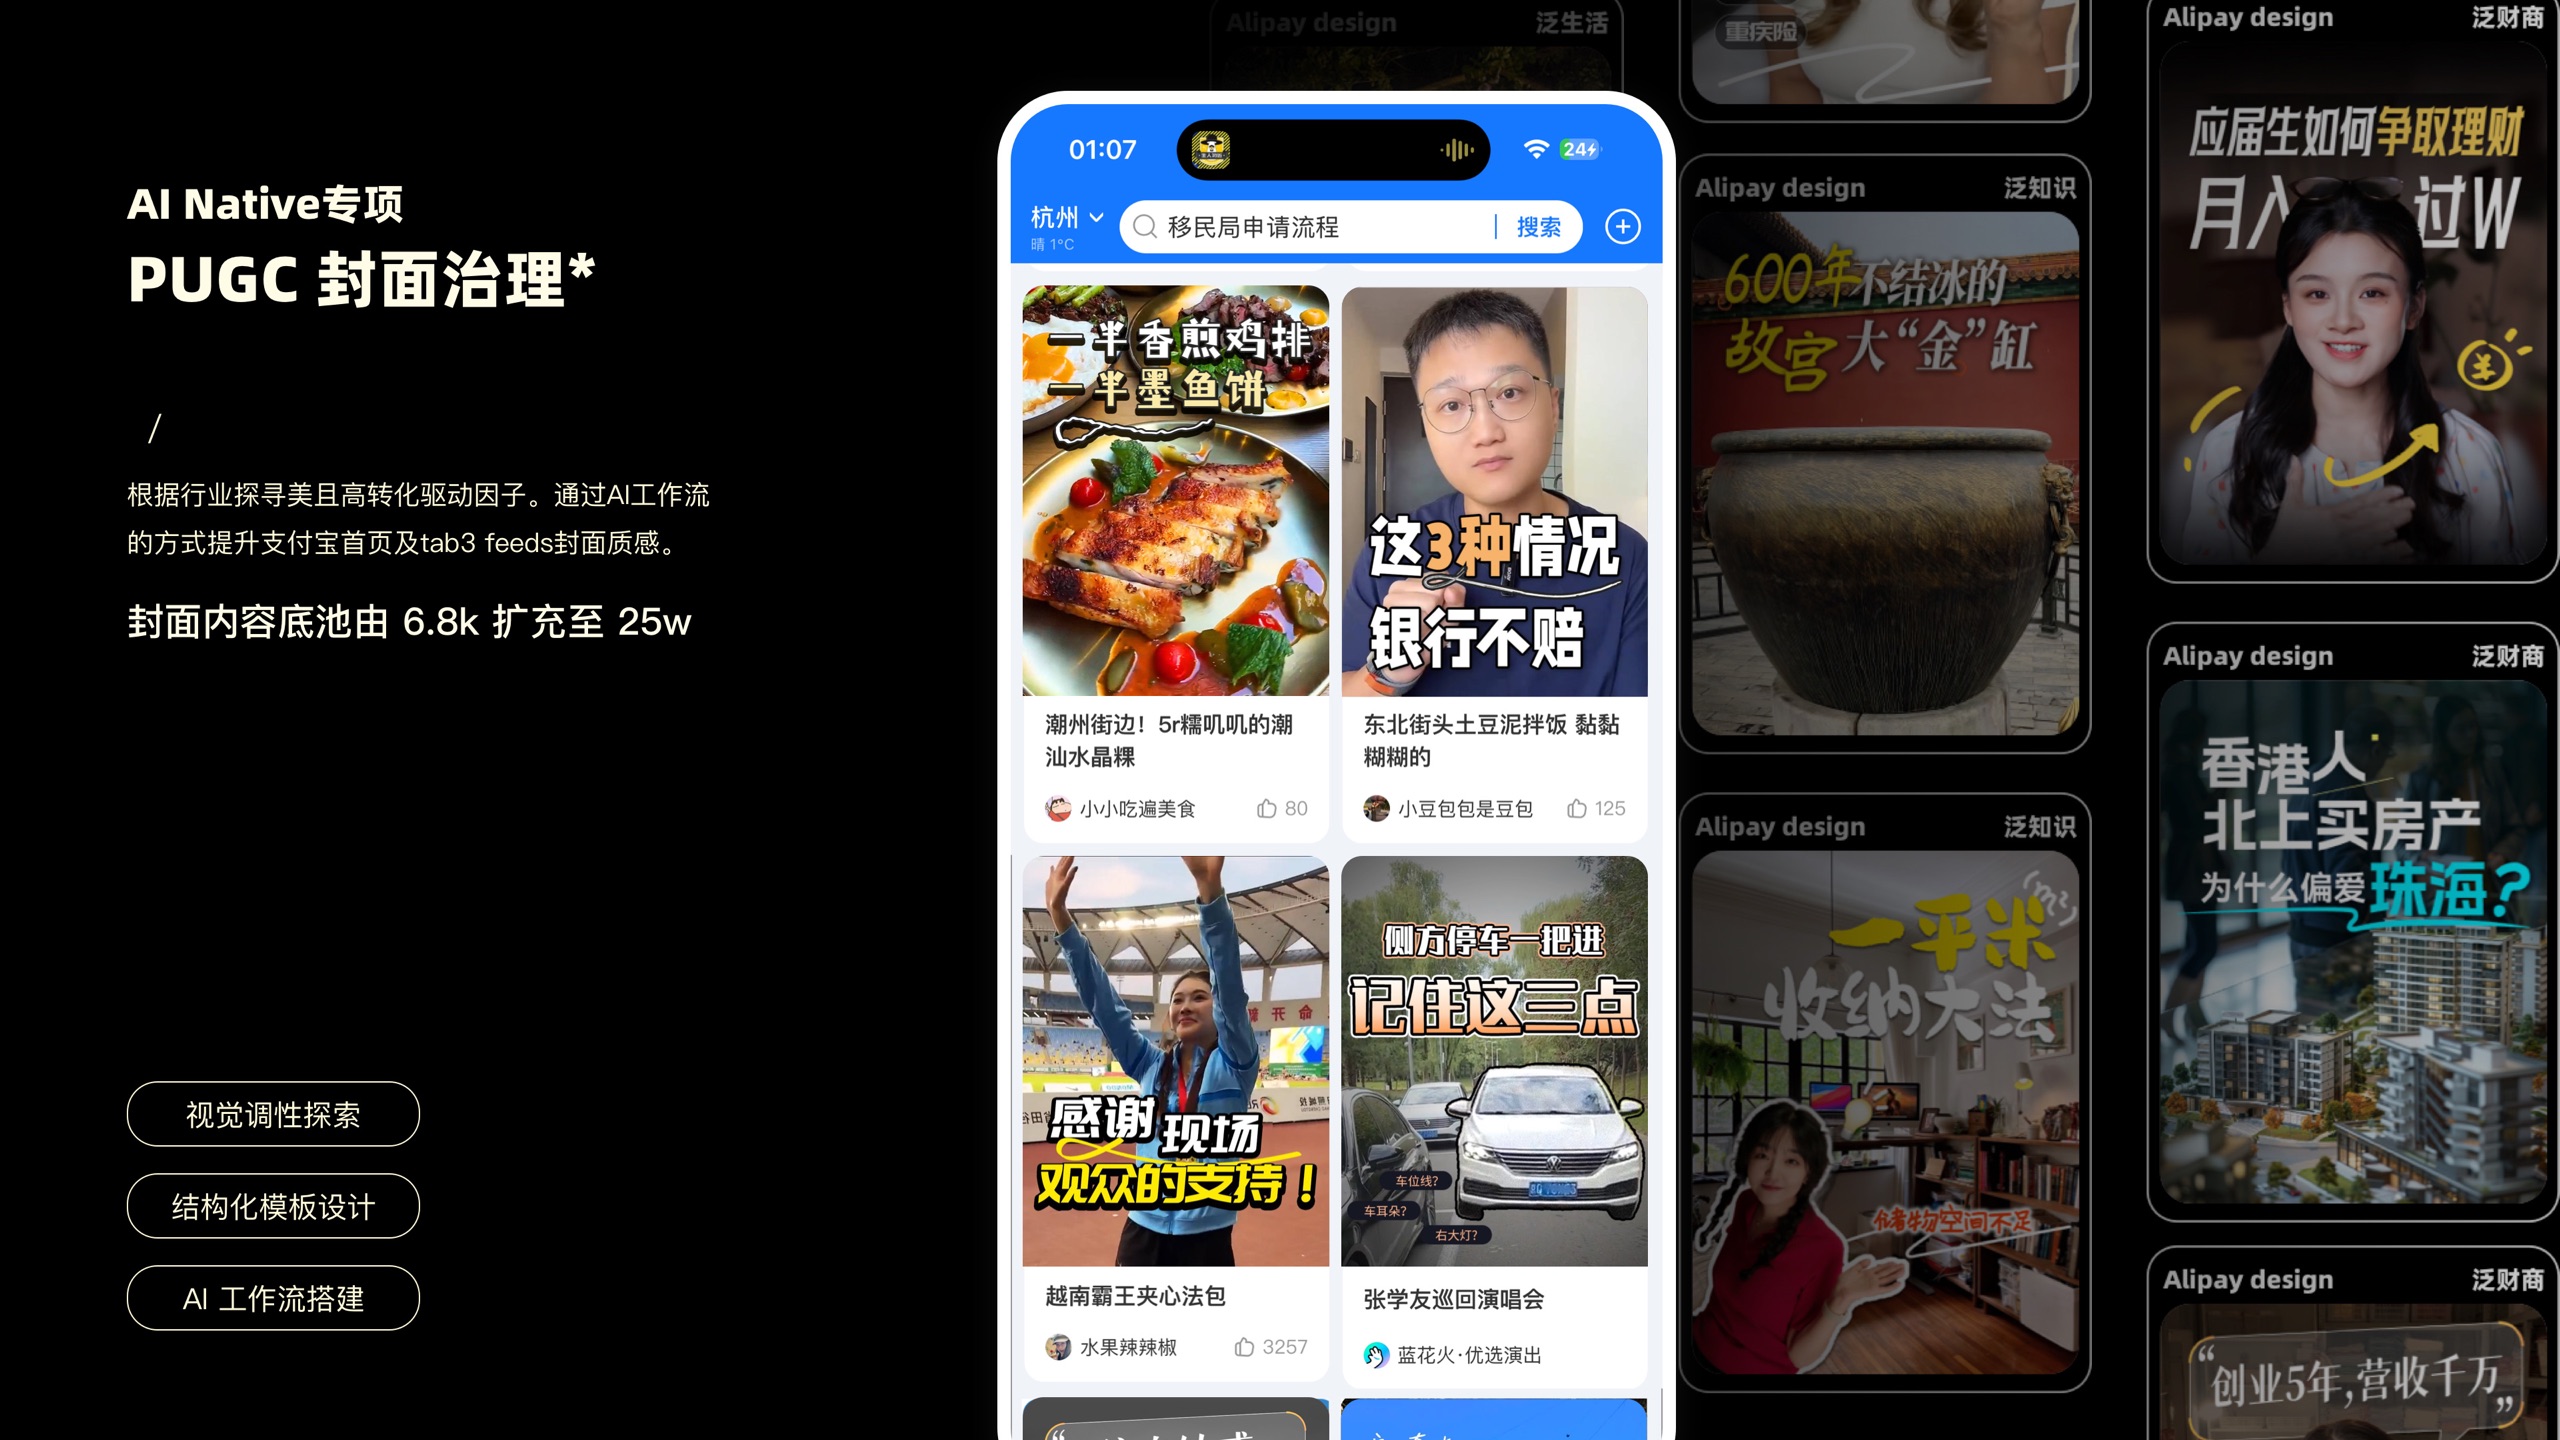 AI Native专项
PUGC 封面治理*
/
根据行业探寻美且高转化驱动因子。通过AI工作流
的方式提升支付宝首页及tab3 feeds封面质感。
封面内容底池由 6.8k 扩充至 25w
视觉调性探索
结构化模板设计
AI 工作流搭建
Alipay design 泛生活
01:07
24
杭州
晴 1°C
移民局申请流程
搜索
一半香煎鸡排
一半墨鱼饼
潮州街边！5r糯叽叽的潮
汕水晶粿
小小吃遍美食 80
这3种情况
银行不赔
东北街头土豆泥拌饭 黏黏
糊糊的
小豆包包是豆包 125
感谢现场
观众的支持！
越南霸王夹心法包
水果辣辣椒 3257
侧方停车一把进
记住这三点
车位线?
车耳朵?
右大灯?
张学友巡回演唱会
蓝花火·优选演出
重疾险
Alipay design 泛知识
600年不结冰的
故宫大“金”缸
Alipay design 泛知识
一平米
收纳大法
储物空间不足
Alipay design 泛财商
应届生如何争取理财
月入过W
Alipay design 泛财商
香港人
北上买房产
为什么偏爱珠海?
Alipay design 泛财商
“创业5年,营收千万”